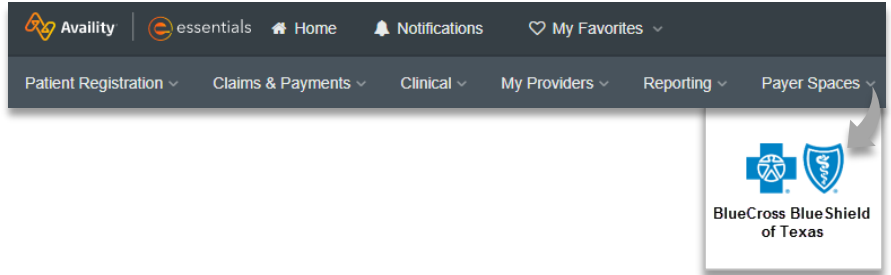 Availity essentials Home Notifications My Favorites
Patient Registration Claims & Payments Clinical My Providers Reporting Payer Spaces
BlueCross BlueShield
of Texas